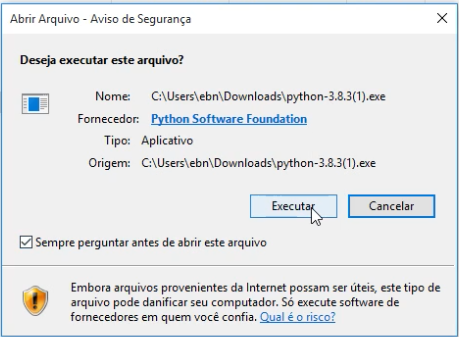 Abrir Arquivo - Aviso de Segurança
Deseja executar este arquivo?
Nome: C:\Users\ebn\Downloads\python-3.8.3(1).exe
Fornecedor: Python Software Foundation
Tipo: Aplicativo
Origem: C:\Users\ebn\Downloads\python-3.8.3(1).exe
Executar Cancelar
Sempre perguntar antes de abrir este arquivo
Embora arquivos provenientes da Internet possam ser úteis, este tipo de
arquivo pode danificar seu computador. Só execute software de
fornecedores em quem você confia. Qual é o risco?